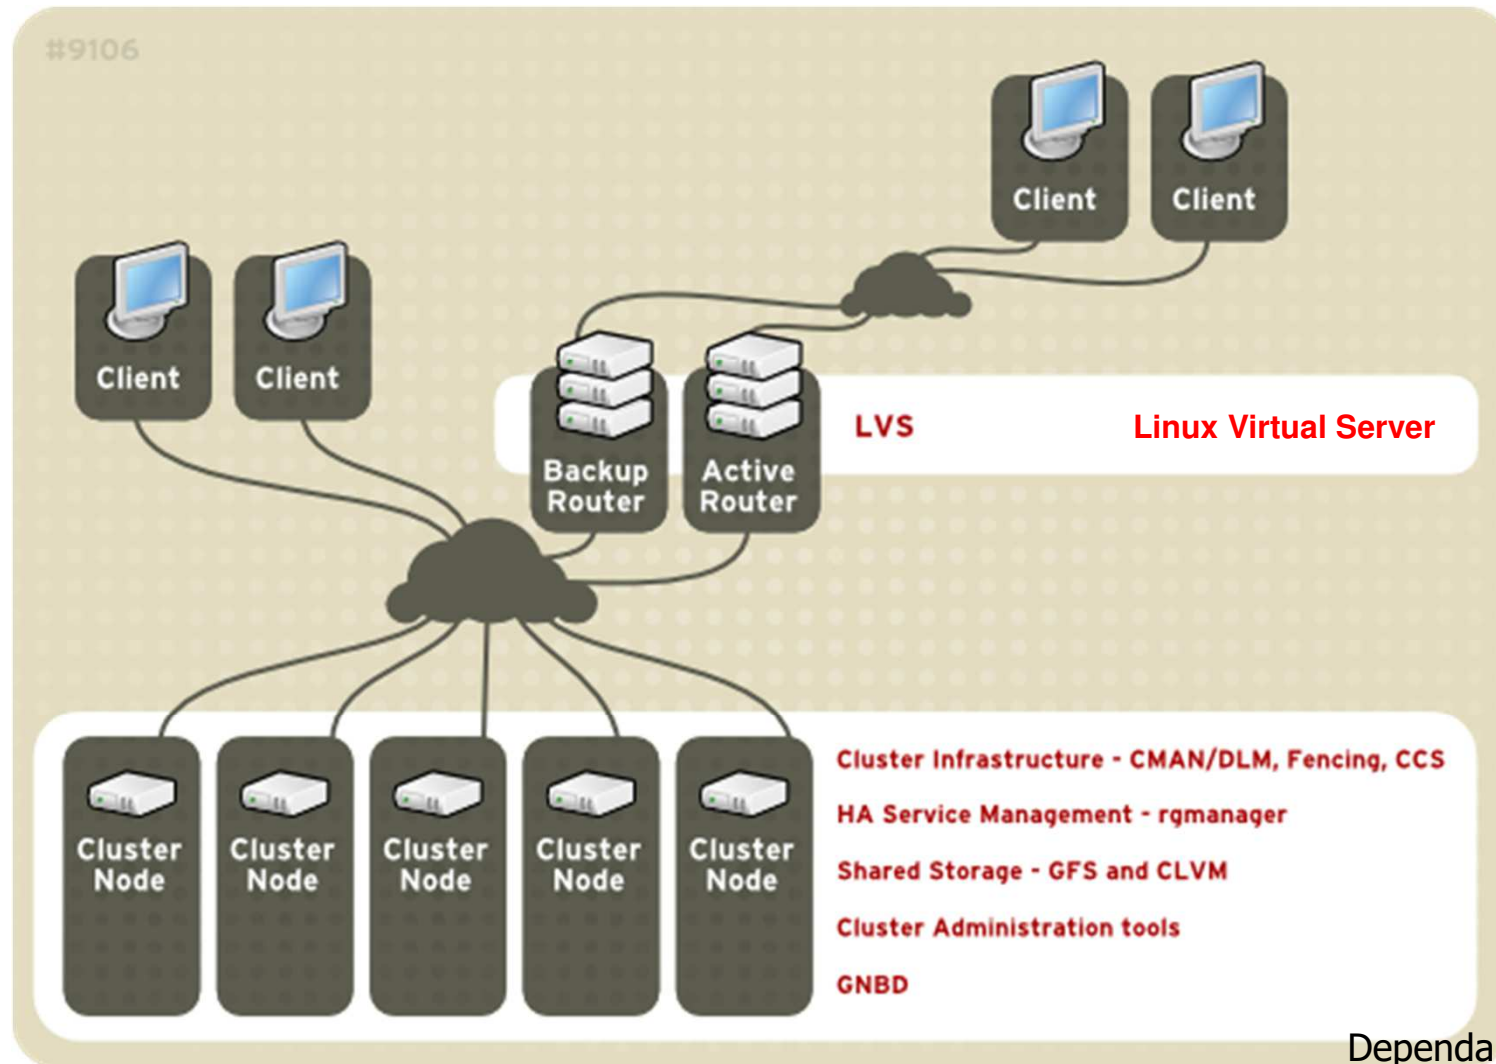 #9106
Client
Client
Client
Client
Backup
Router
Active
Router
LVS
Linux Virtual Server
Cluster
Node
Cluster
Node
Cluster
Node
Cluster
Node
Cluster
Node
Cluster Infrastructure - CMAN/DLM, Fencing, CCS
HA Service Management - rgmanager
Shared Storage - GFS and CLVM
Cluster Administration tools
GNBD
Dependa